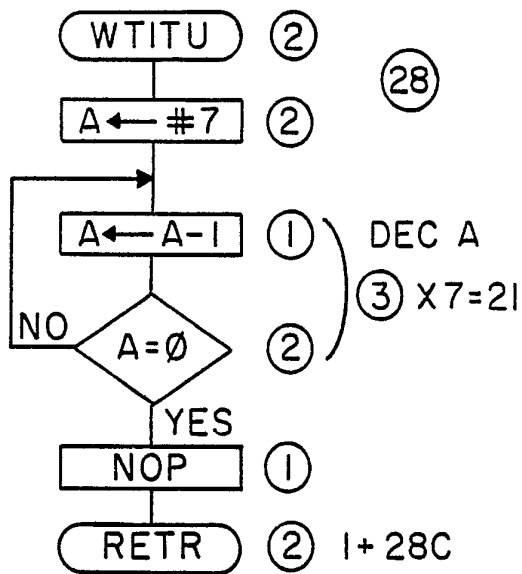 WTITU ②
㉘
A ← #7 ②
A ← A-1 ① DEC A
③ X7=21
NO A=Ø ②
YES
NOP ①
RETR ② 1+28C